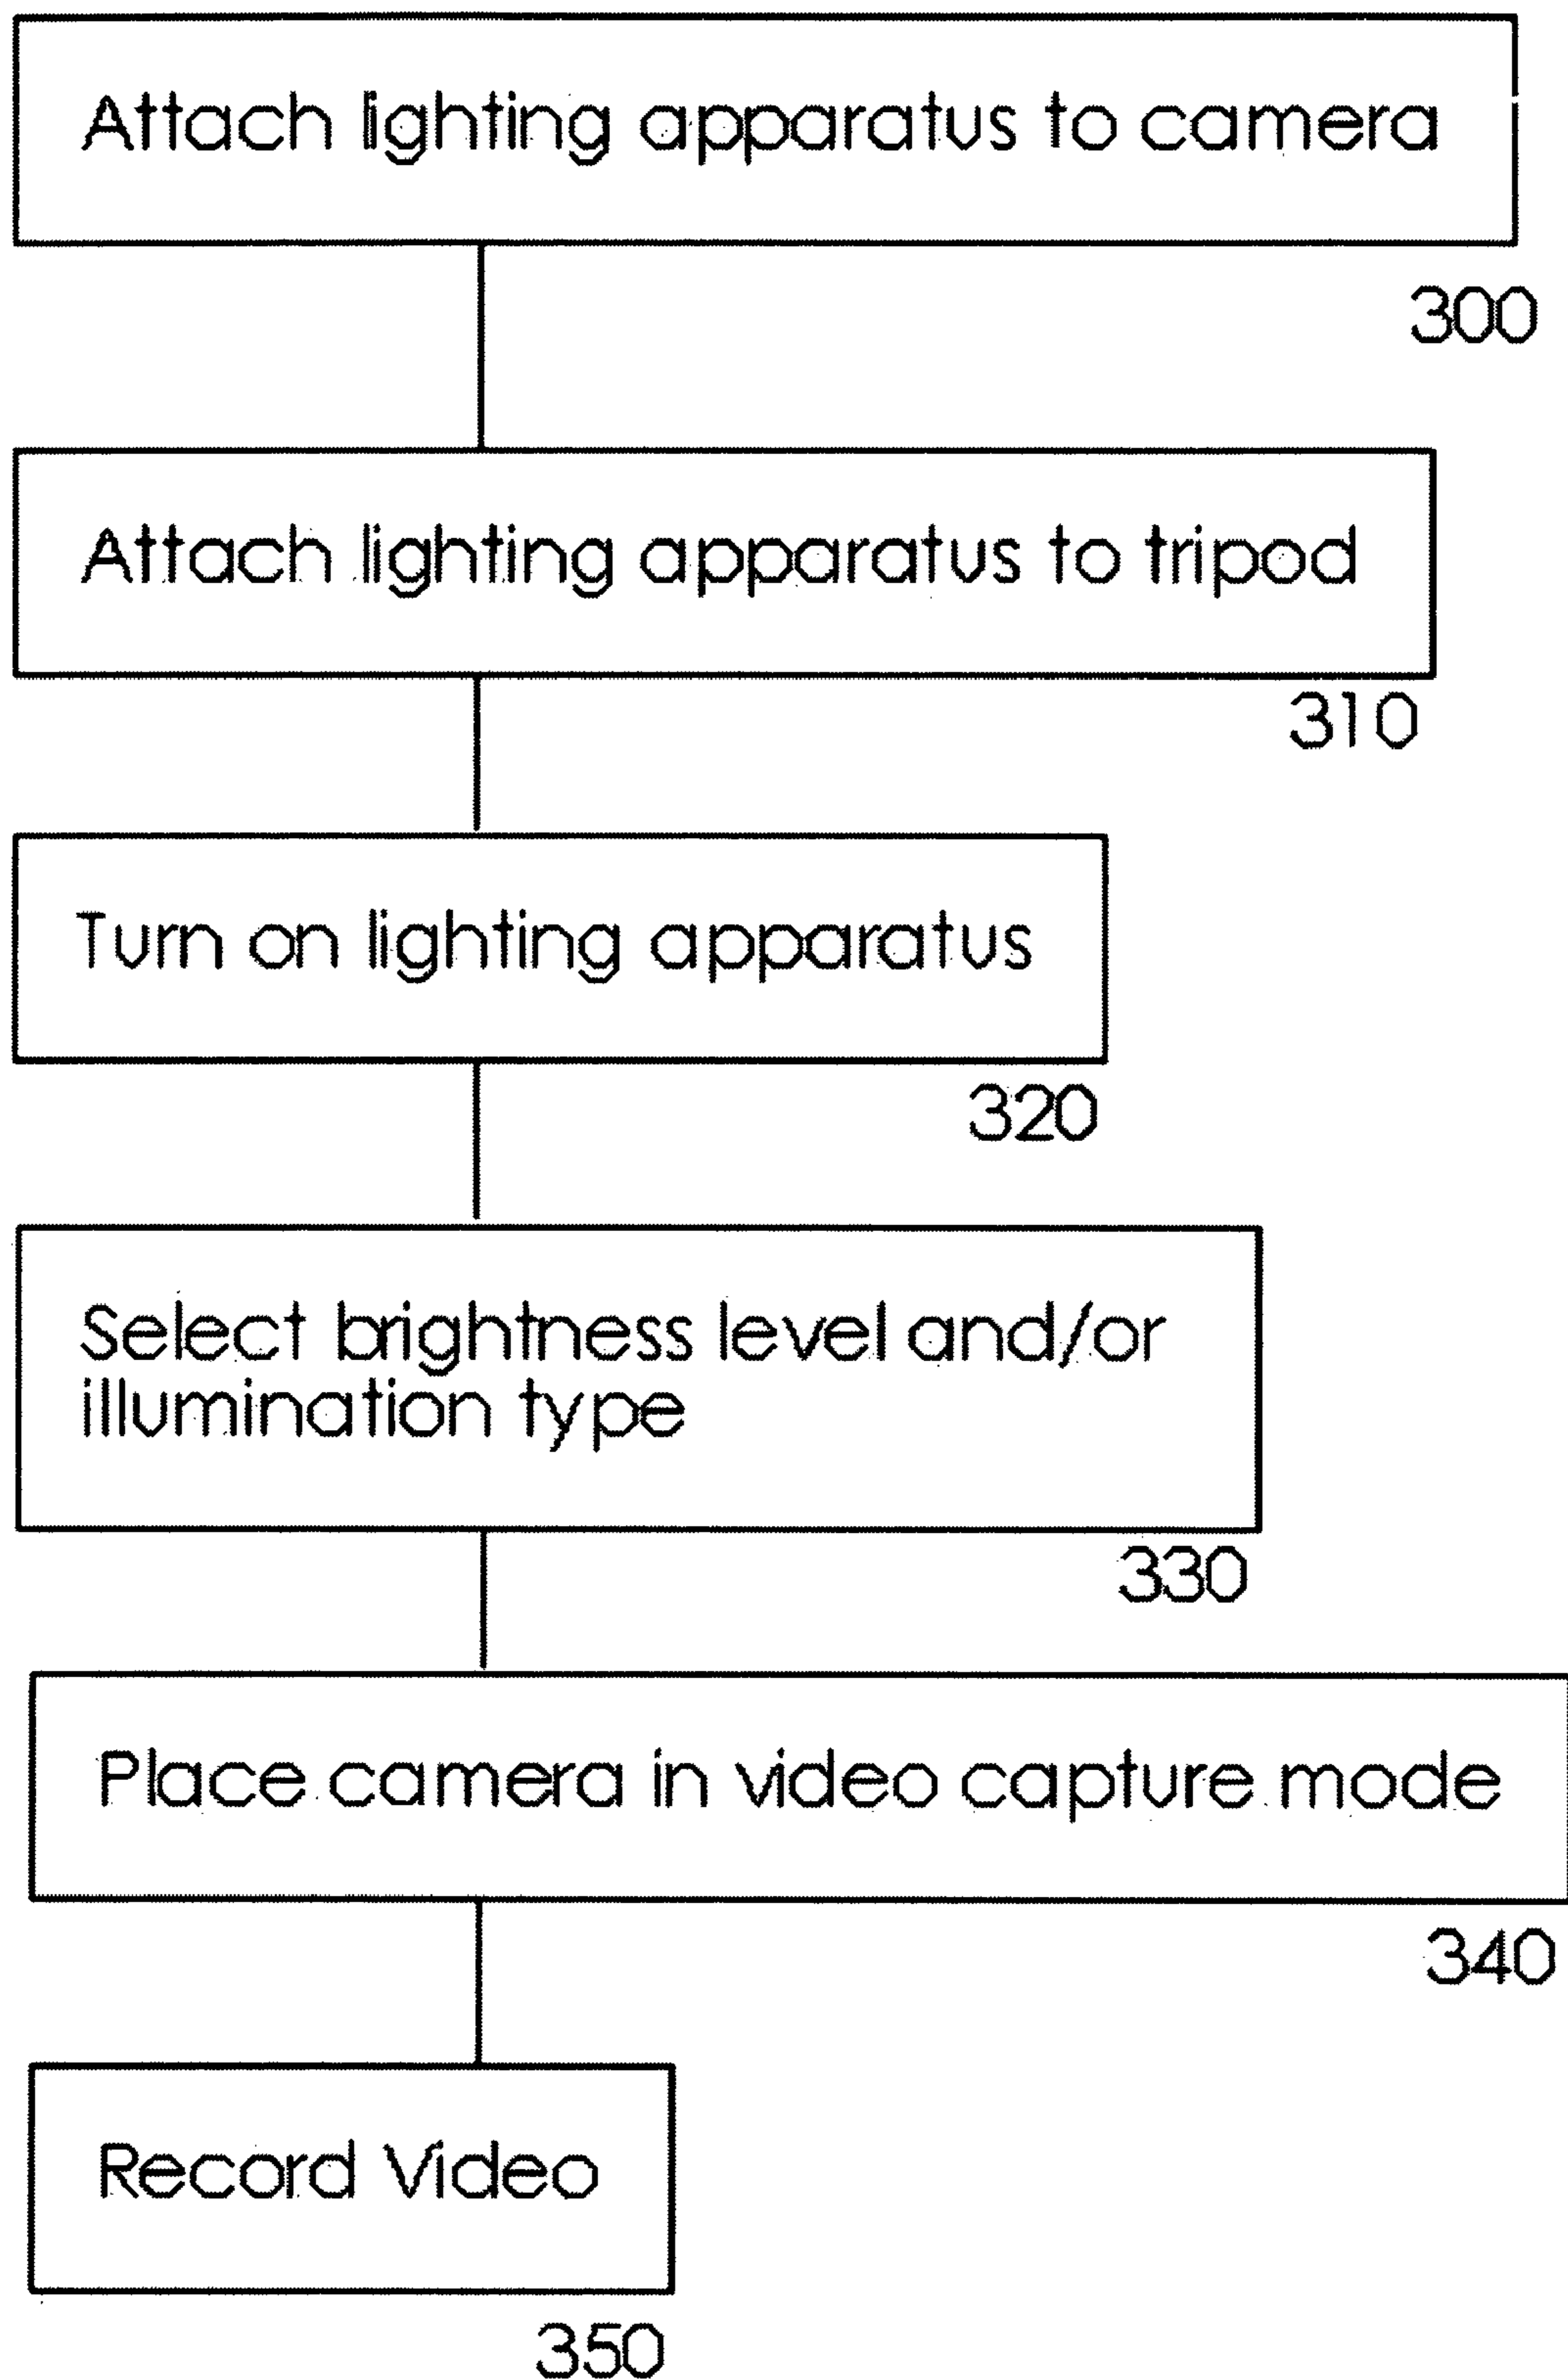 Attach lighting apparatus to camera
300
Attach lighting apparatus to tripod
310
Turn on lighting apparatus
320
Select brightness level and/or
illumination type
330
Place camera in video capture mode
340
Record Video
350